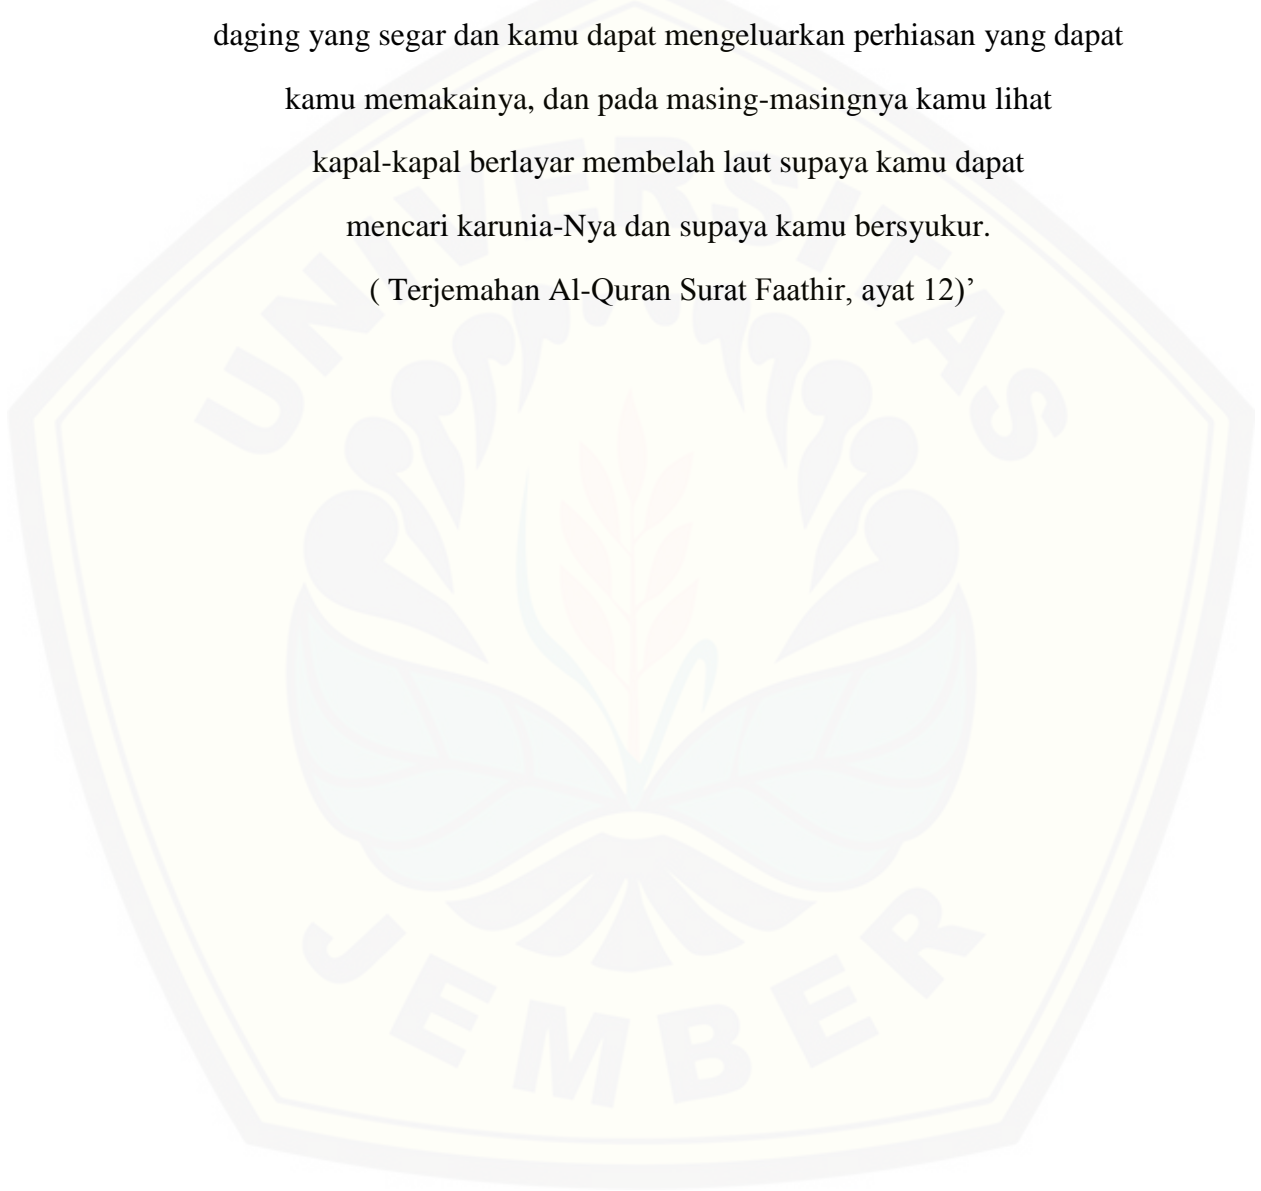 daging yang segar dan kamu dapat mengeluarkan perhiasan yang dapat
kamu memakainya, dan pada masing-masingnya kamu lihat
kapal-kapal berlayar membelah laut supaya kamu dapat
mencari karunia-Nya dan supaya kamu bersyukur.
( Terjemahan Al-Quran Surat Faathir, ayat 12)’
UNIVERSITAS
JEMBER